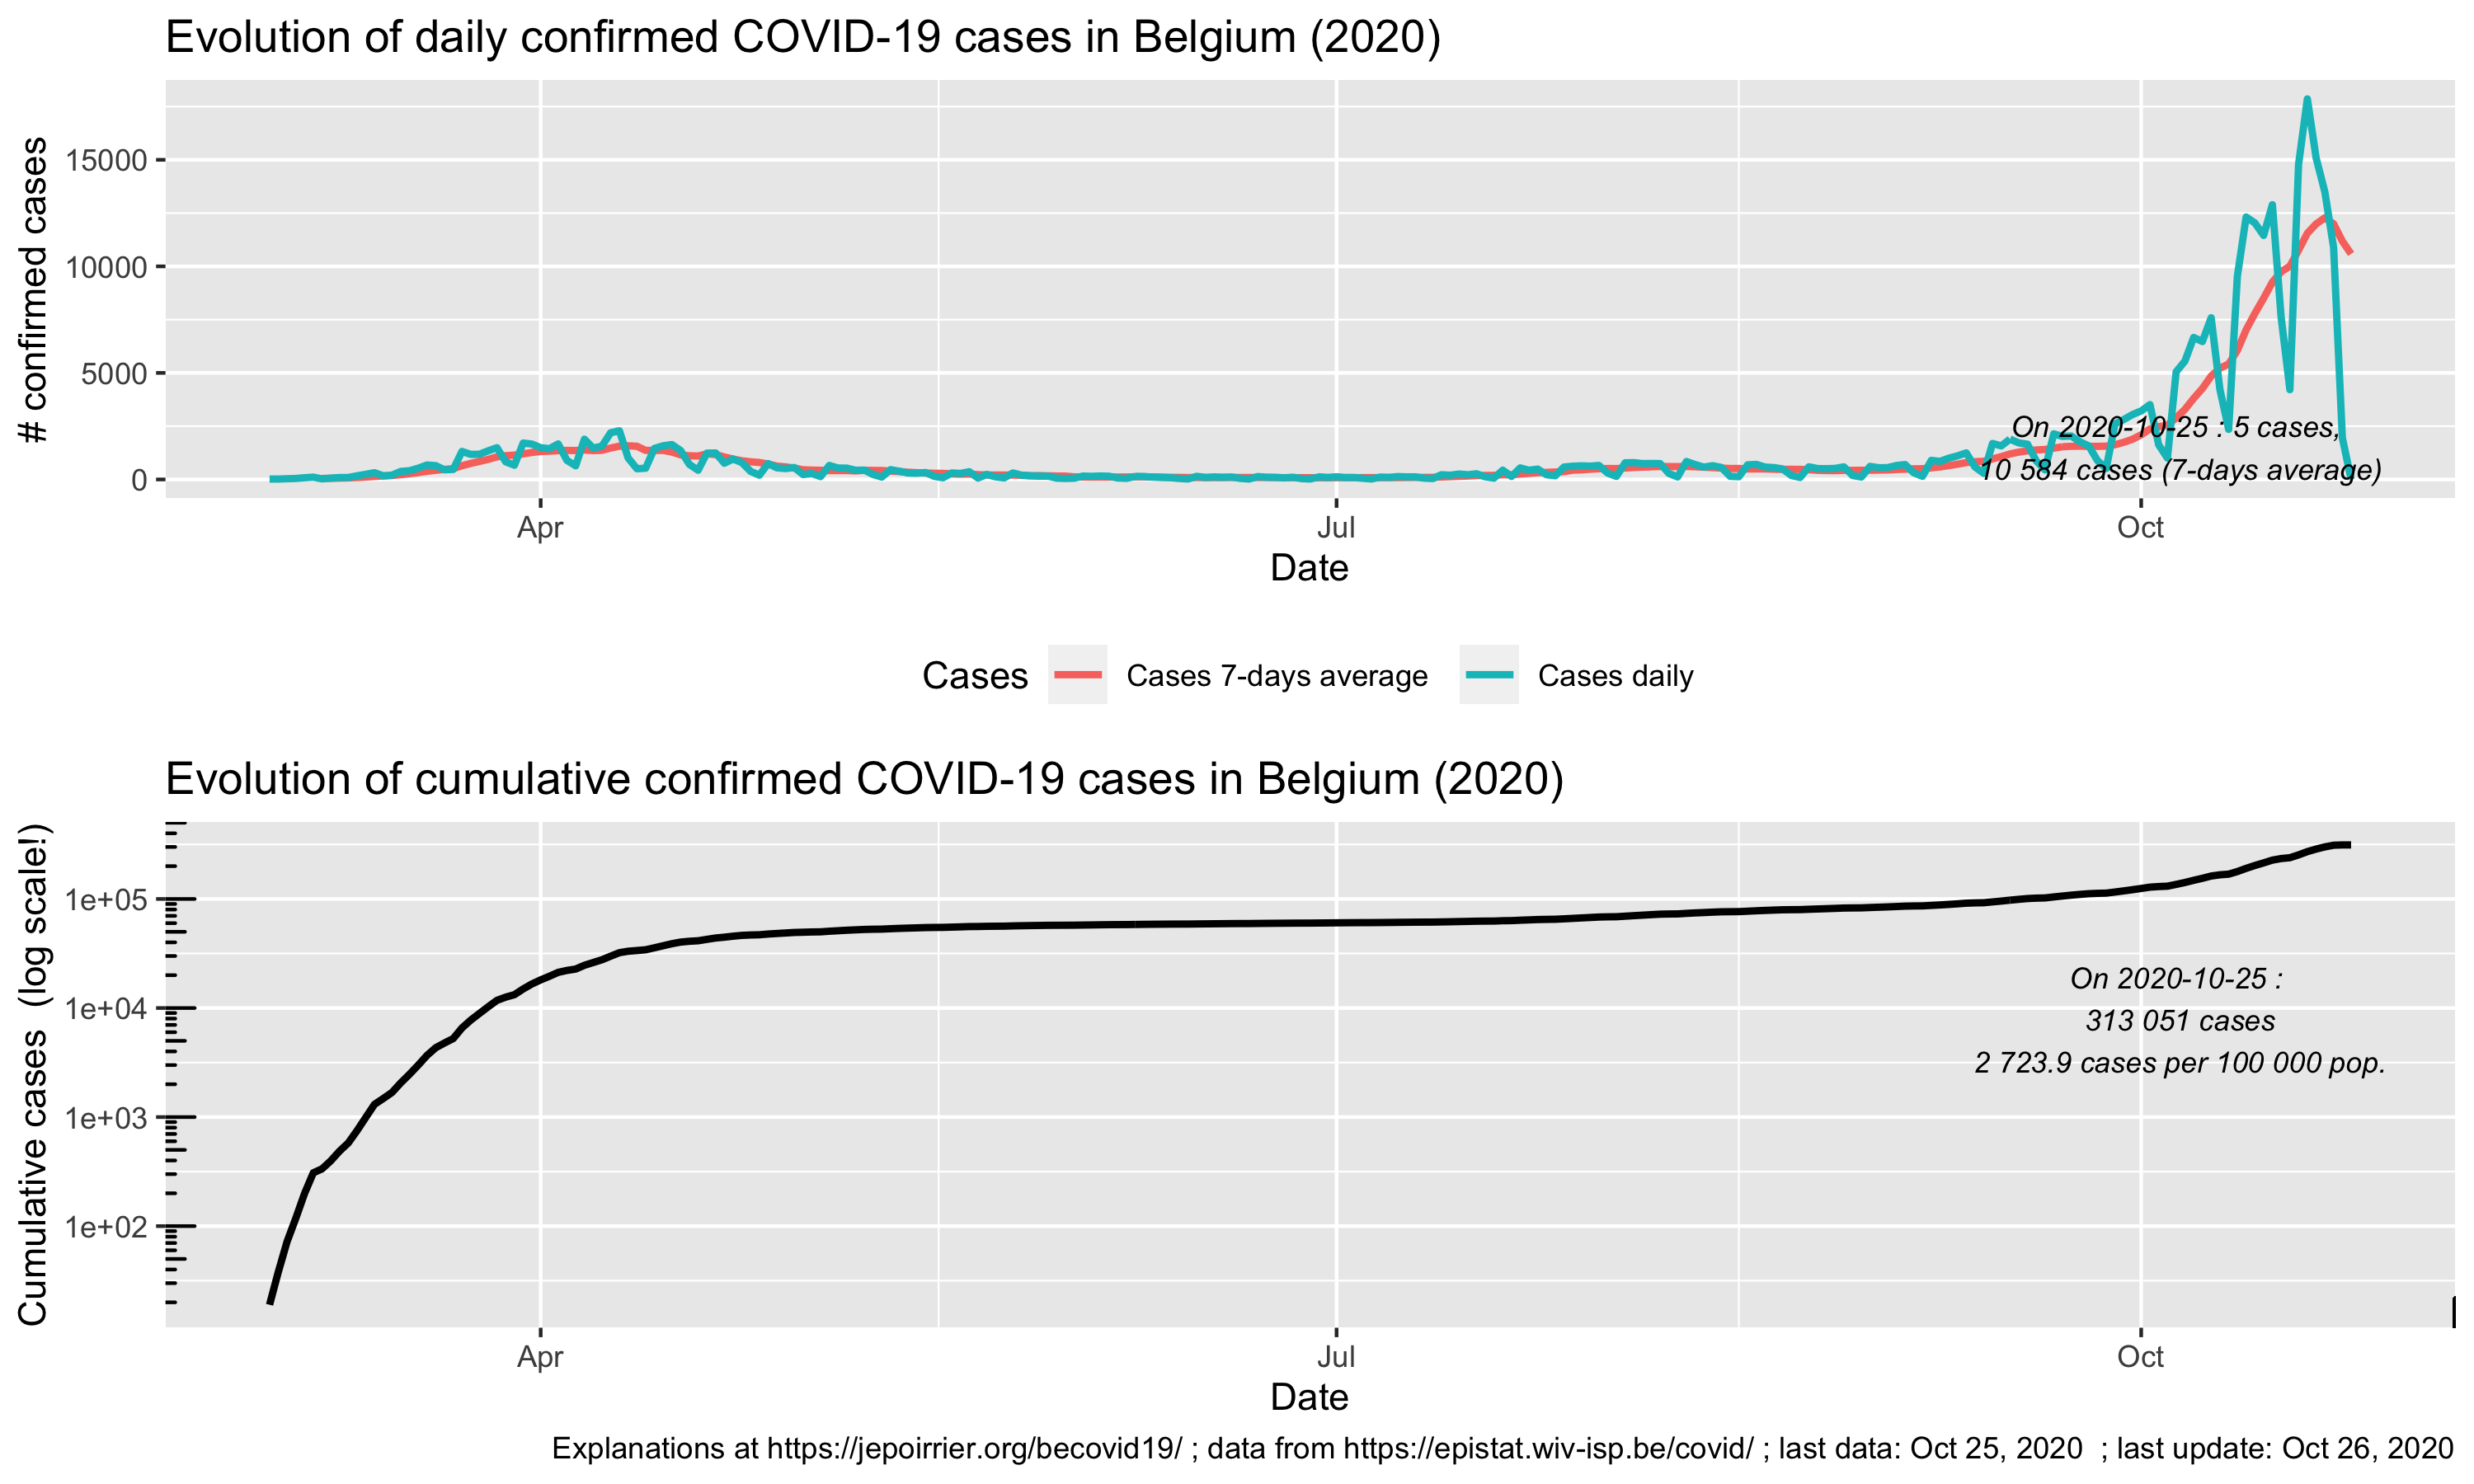 Evolution of daily confirmed COVID-19 cases in Belgium (2020)
# confirmed cases
15000
10000
5000
0
On 2020-10-25 : 5 cases,
10 584 cases (7-days average)
Apr
Jul
Oct
Date
Cases
Cases 7-days average
Cases daily
Evolution of cumulative confirmed COVID-19 cases in Belgium (2020)
Cumulative cases (log scale!)
1e+05
1e+04
1e+03
1e+02
On 2020-10-25 :
313 051 cases
2 723.9 cases per 100 000 pop.
Apr
Jul
Oct
Date
Explanations at https://jepoirrier.org/becovid19/ ; data from https://epistat.wiv-isp.be/covid/ ; last data: Oct 25, 2020 ; last update: Oct 26, 2020